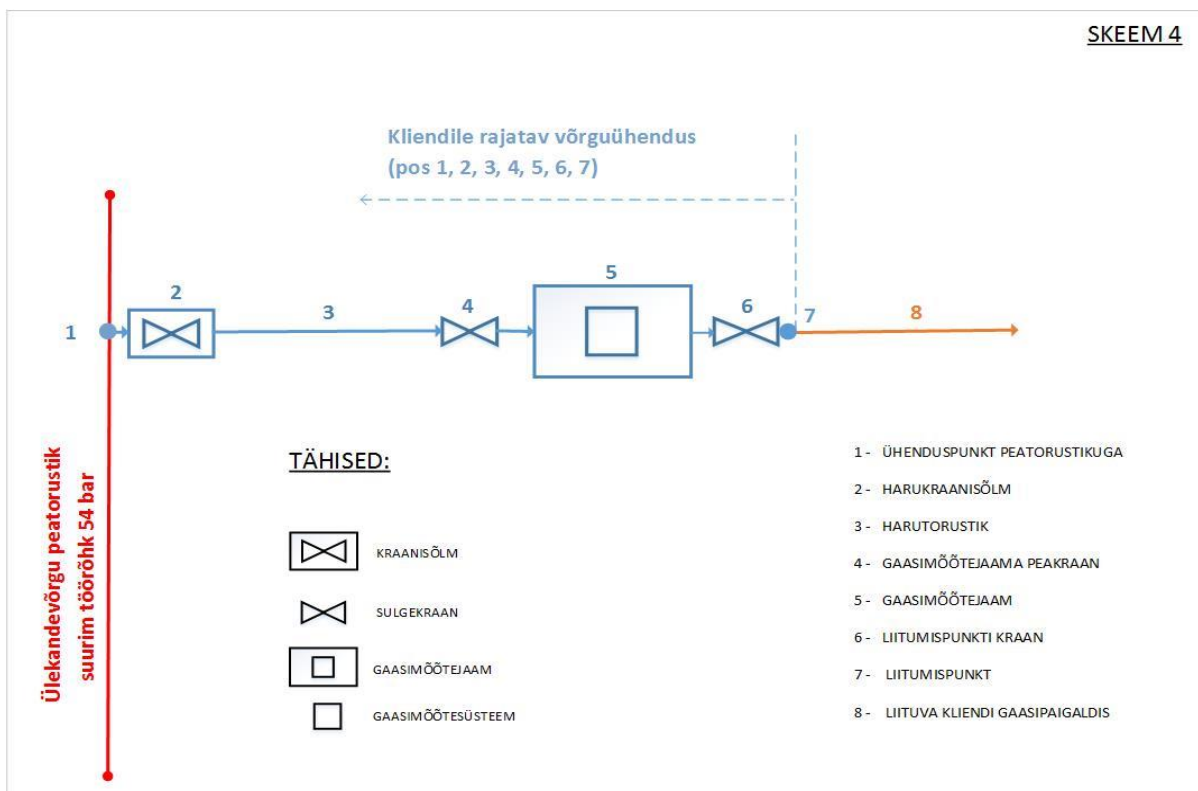 SKEEM 4
Kliendile rajatav võrguühendus
(pos 1, 2, 3, 4, 5, 6, 7)
1
2
3
4
5
6
7
8
Ülekandevõrgu peatorustik
suurim töörõhk 54 bar
TÄHISED:
KRAANISÕLM
SULGEKRAAN
GAASIMÕÕTEJAAM
GAASIMÕÕTESÜSTEEM
1 - ÜHENDUSPUNKT PEATORUSTIKUGA
2 - HARUKRAANISÕLM
3 - HARUTORUSTIK
4 - GAASIMÕÕTEJAAMA PEAKRAAN
5 - GAASIMÕÕTEJAAM
6 - LIITUMISPUNKTI KRAAN
7 - LIITUMISPUNKT
8 - LIITUVA KLIENDI GAASIPAIGALDIS